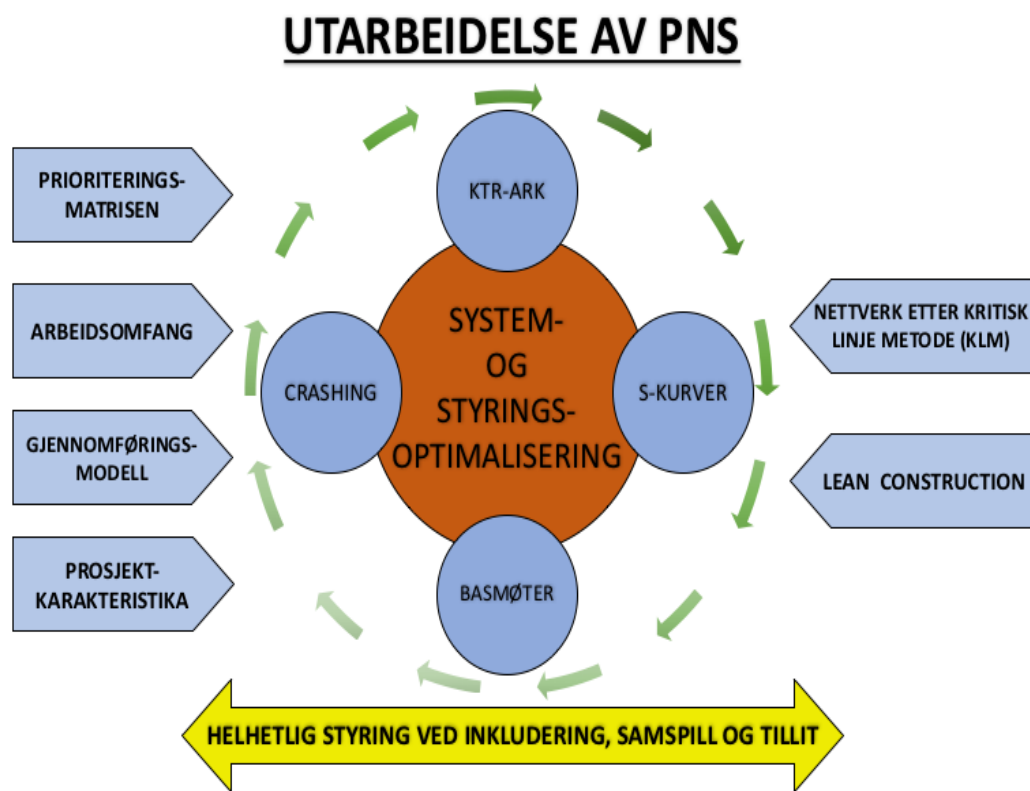 UTARBEIDELSE AV PNS
PRIORITERINGS-
MATRISEN
ARBEIDSOMFANG
GJENNOMFØRINGS-
MODELL
PROSJEKT-
KARAKTERISTIKA
KTR-ARK
CRASHING
SYSTEM-
OG
STYRINGS-
OPTIMALISERING
S-KURVER
BASMØTER
NETTVERK ETTER KRITISK
LINJE METODE (KLM)
LEAN CONSTRUCTION
HELHETLIG STYRING VED INKLUDERING, SAMSPILL OG TILLIT